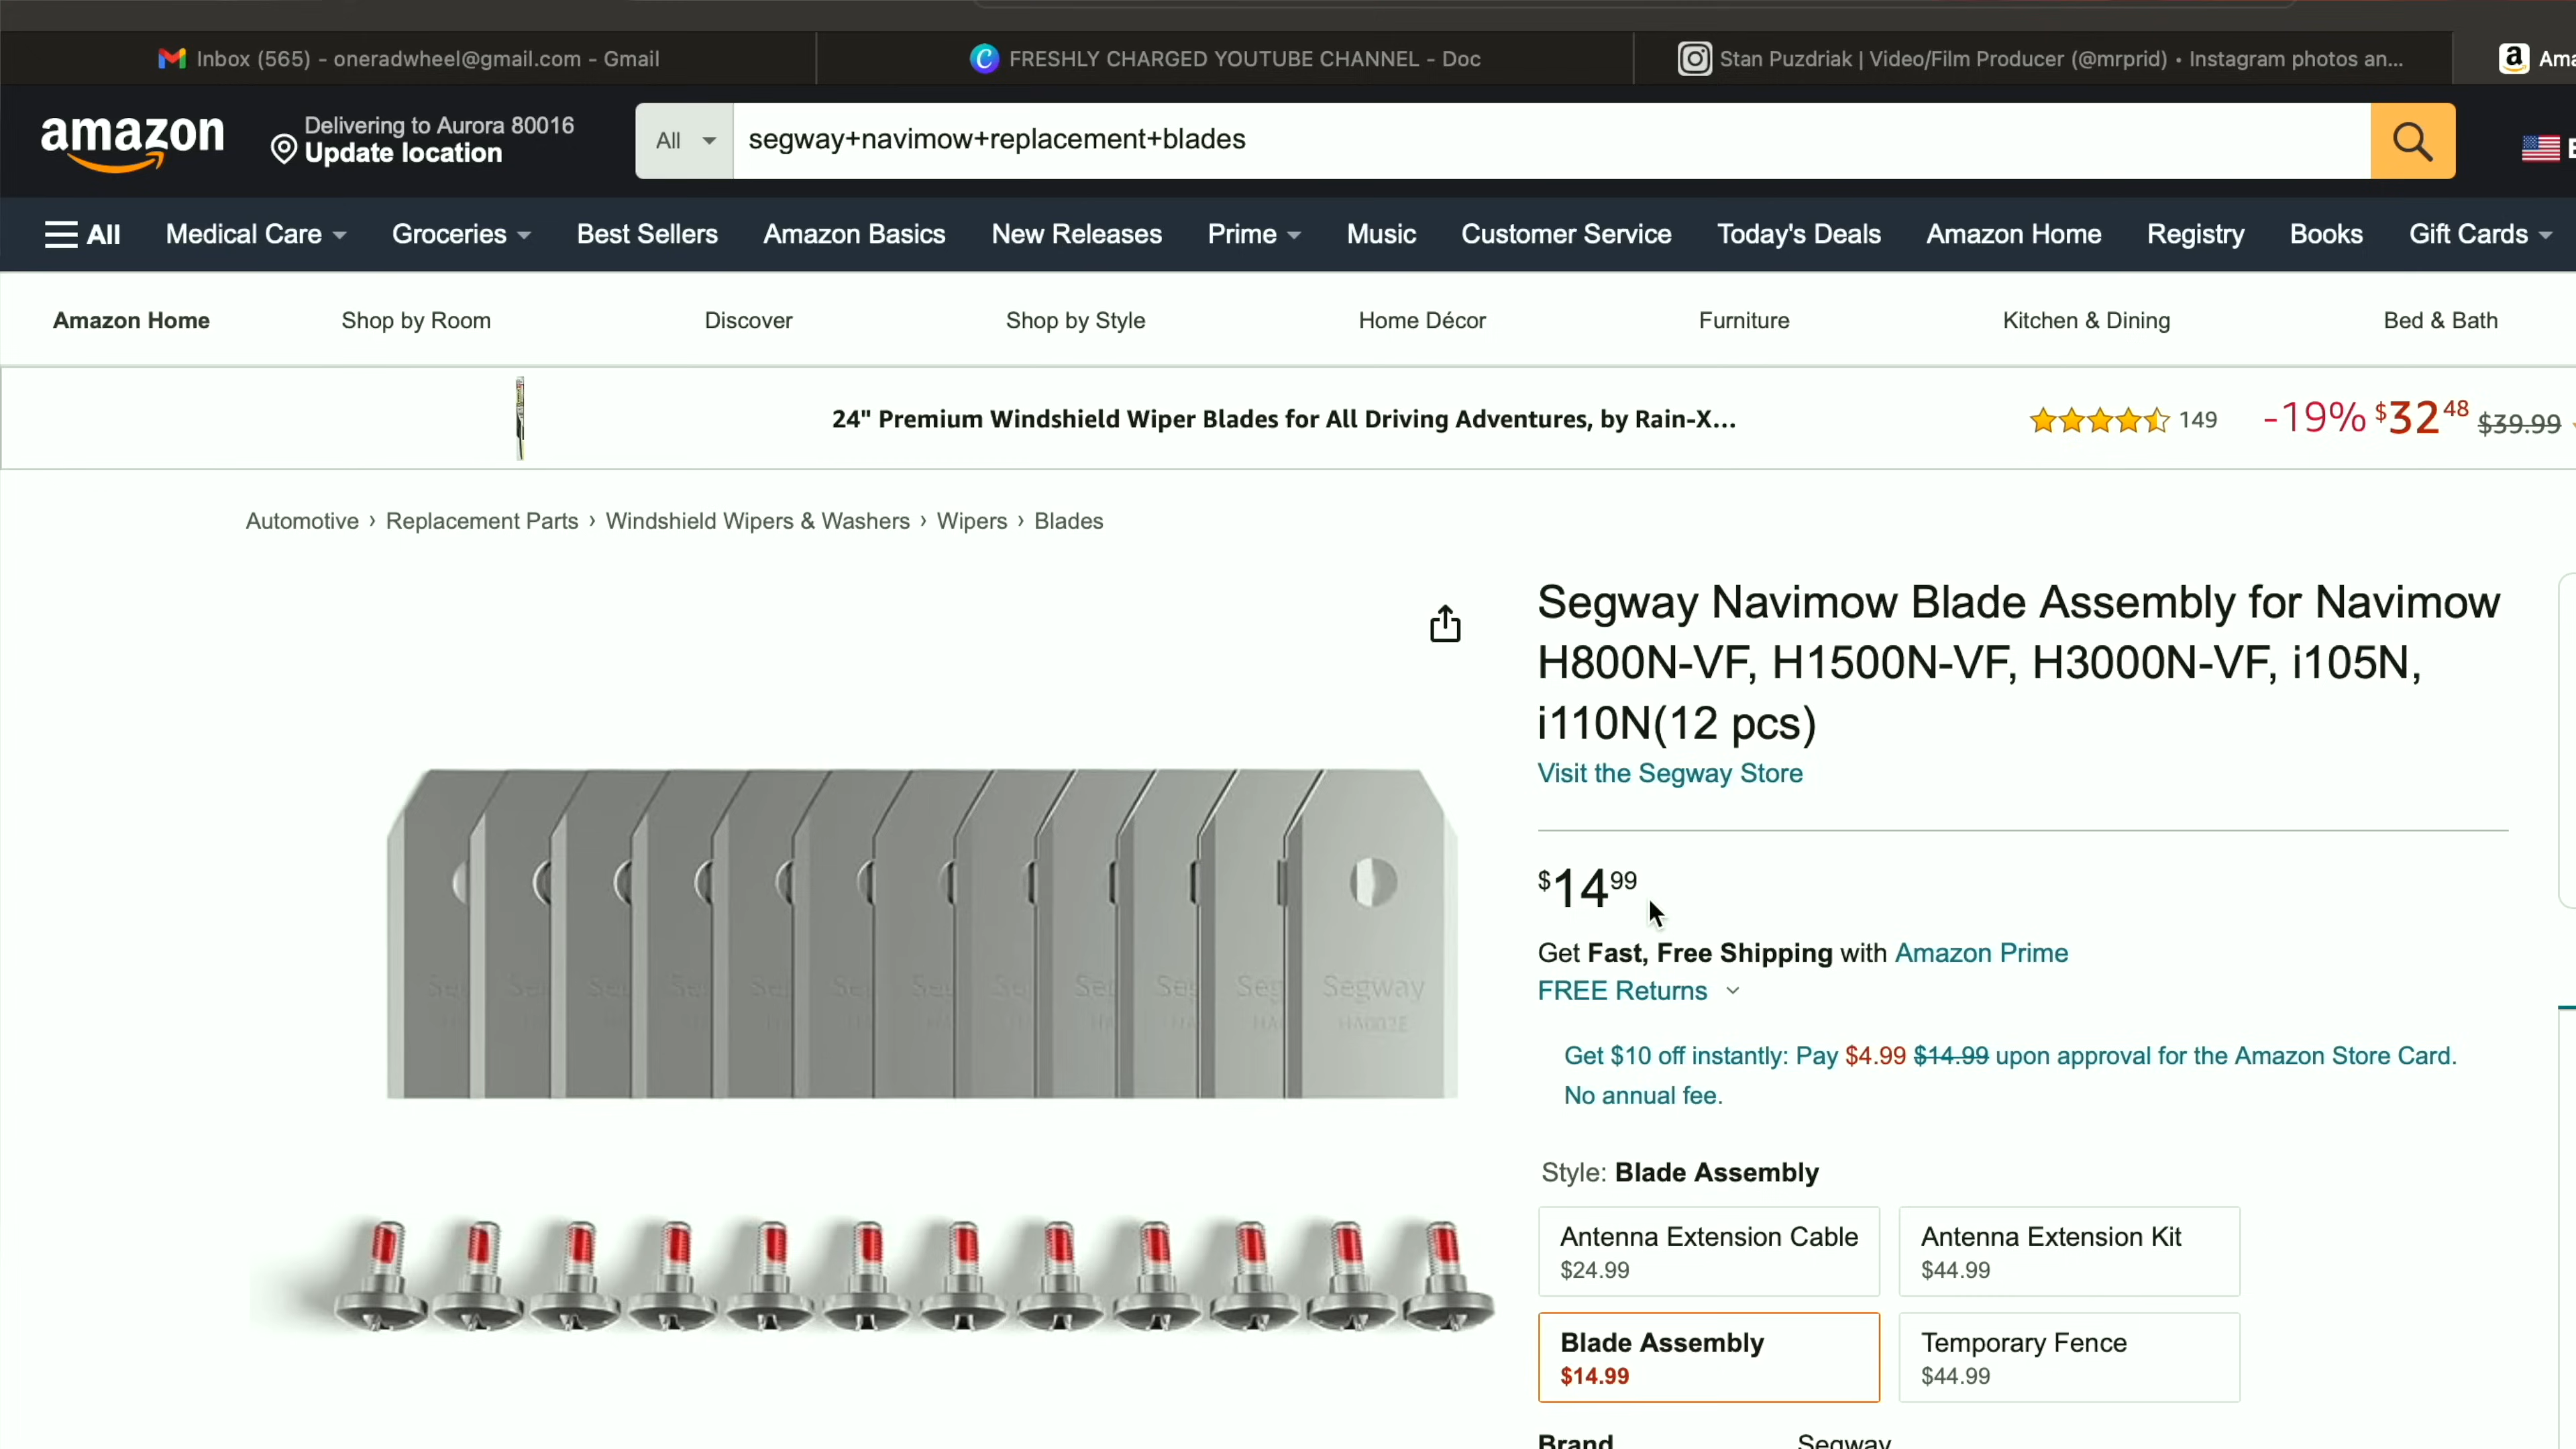 Inbox (565) - oneradwheel@gmail.com - Gmail
FRESHLY CHARGED YOUTUBE CHANNEL - Doc
Stan Puzdriak | Video/Film Producer (@mrprid) • Instagram photos an...
amazon
Delivering to Aurora 80016
Update location
All
segway+navimow+replacement+blades
All
Medical Care
Groceries
Best Sellers
Amazon Basics
New Releases
Prime
Music
Customer Service
Today's Deals
Amazon Home
Registry
Books
Gift Cards
Amazon Home
Shop by Room
Discover
Shop by Style
Home Décor
Furniture
Kitchen & Dining
Bed & Bath
24" Premium Windshield Wiper Blades for All Driving Adventures, by Rain-X...
149
-19% $32 48 $39.99
Automotive › Replacement Parts › Windshield Wipers & Washers › Wipers › Blades
Segway Navimow Blade Assembly for Navimow
H800N-VF, H1500N-VF, H3000N-VF, i105N,
i110N(12 pcs)
Visit the Segway Store
$14 99
Get Fast, Free Shipping with Amazon Prime
FREE Returns
Get $10 off instantly: Pay $4.99 $14.99 upon approval for the Amazon Store Card.
No annual fee.
Segway
HA002E
Style: Blade Assembly
Antenna Extension Cable
$24.99
Antenna Extension Kit
$44.99
Blade Assembly
$14.99
Temporary Fence
$44.99
Brand
Segway